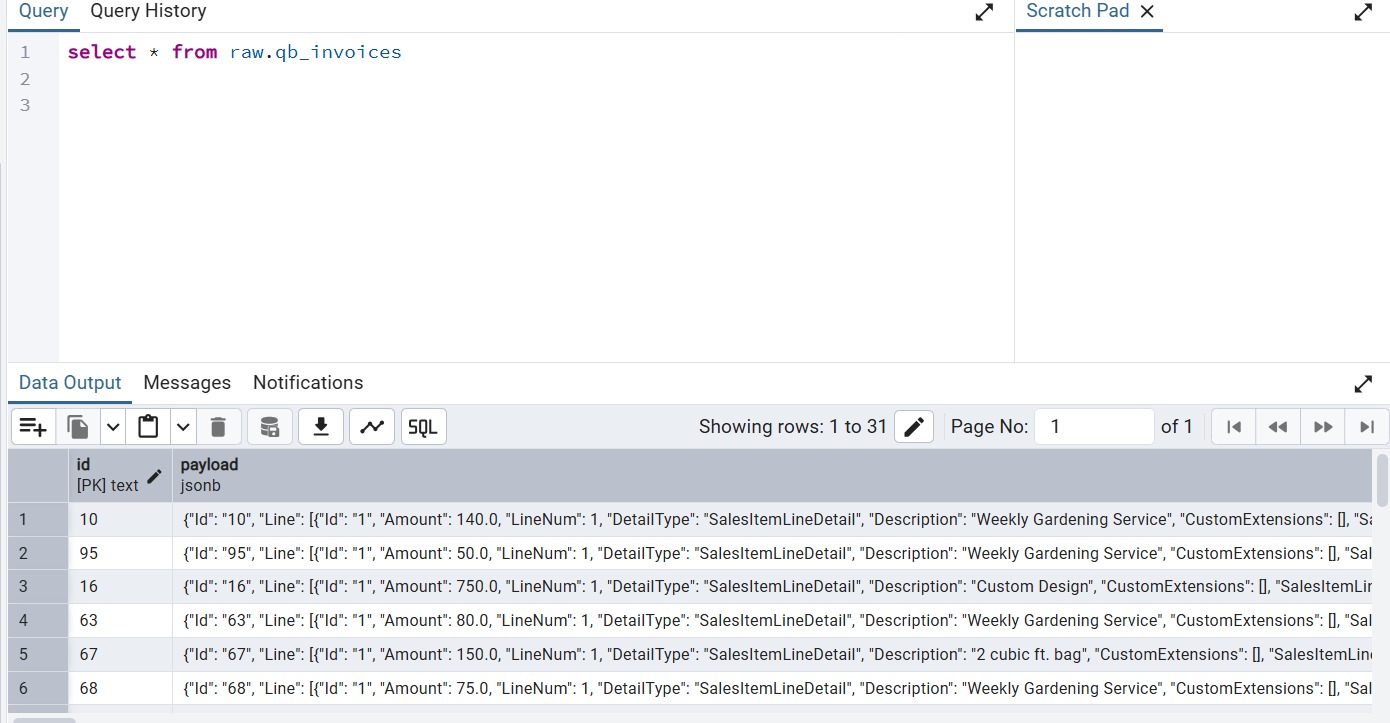 Query Query History
Scratch Pad
1 select * from raw.qb_invoices
2
3
Data Output Messages Notifications
SQL Showing rows: 1 to 31 Page No: 1 of 1
id payload
[PK] text jsonb
1 10 {"Id": "10", "Line": [{"Id": "1", "Amount": 140.0, "LineNum": 1, "DetailType": "SalesItemLineDetail", "Description": "Weekly Gardening Service", "CustomExtensions": [], "Sa
2 95 {"Id": "95", "Line": [{"Id": "1", "Amount": 50.0, "LineNum": 1, "DetailType": "SalesItemLineDetail", "Description": "Weekly Gardening Service", "CustomExtensions": [], "Sal
3 16 {"Id": "16", "Line": [{"Id": "1", "Amount": 750.0, "LineNum": 1, "DetailType": "SalesItemLineDetail", "Description": "Custom Design", "CustomExtensions": [], "SalesItemLin
4 63 {"Id": "63", "Line": [{"Id": "1", "Amount": 80.0, "LineNum": 1, "DetailType": "SalesItemLineDetail", "Description": "Weekly Gardening Service", "CustomExtensions": [], "Sal
5 67 {"Id": "67", "Line": [{"Id": "1", "Amount": 150.0, "LineNum": 1, "DetailType": "SalesItemLineDetail", "Description": "2 cubic ft. bag", "CustomExtensions": [], "SalesItemLine
6 68 {"Id": "68", "Line": [{"Id": "1", "Amount": 75.0, "LineNum": 1, "DetailType": "SalesItemLineDetail", "Description": "Weekly Gardening Service", "CustomExtensions": [], "Sal